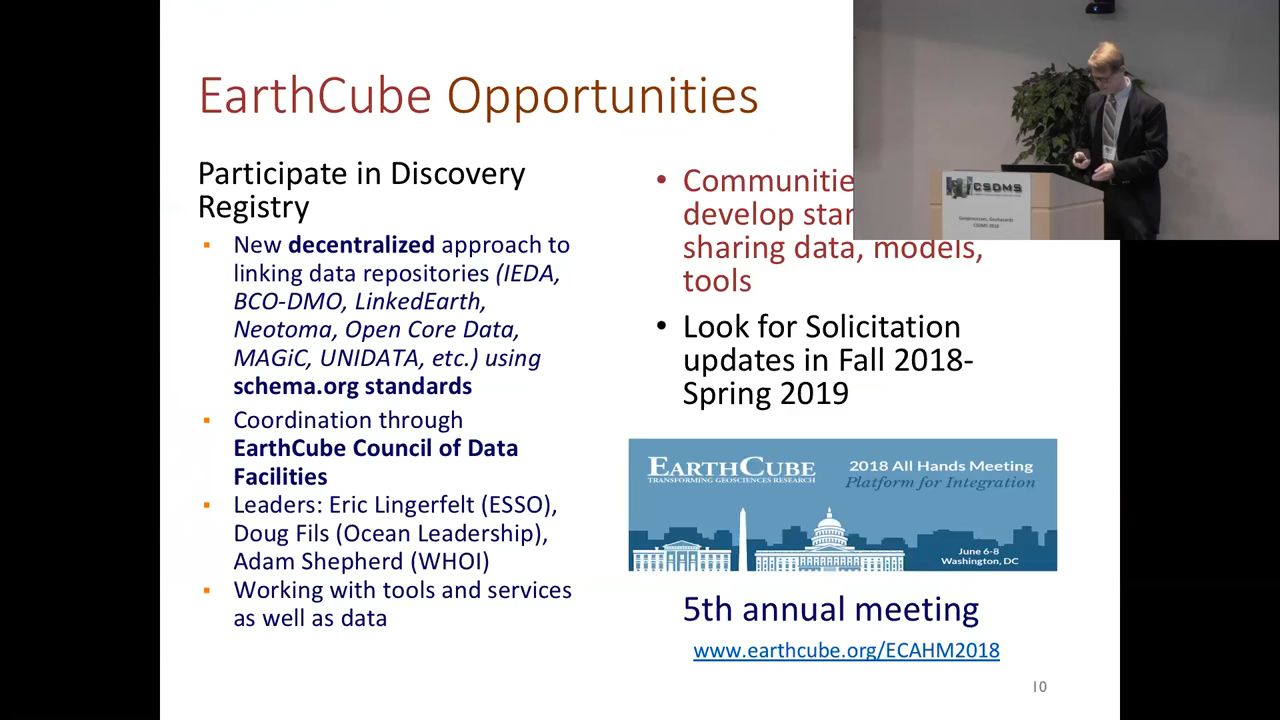 EarthCube Opportunities
Participate in Discovery
Registry
▪ New decentralized approach to
linking data repositories (IEDA,
BCO-DMO, LinkedEarth,
Neotoma, Open Core Data,
MAGiC, UNIDATA, etc.) using
schema.org standards
▪ Coordination through
EarthCube Council of Data
Facilities
▪ Leaders: Eric Lingerfelt (ESSO),
Doug Fils (Ocean Leadership),
Adam Shepherd (WHOI)
▪ Working with tools and services
as well as data
• Communitie
develop star
sharing data, models,
tools
• Look for Solicitation
updates in Fall 2018-
Spring 2019
EARTHCUBE
TRANSFORMING GEOSCIENCES RESEARCH
2018 All Hands Meeting
Platform for Integration
June 6-8
Washington, DC
5th annual meeting
www.earthcube.org/ECAHM2018
10
CSDMS
Geoprocesses, Geohazards
CSDMS 2018